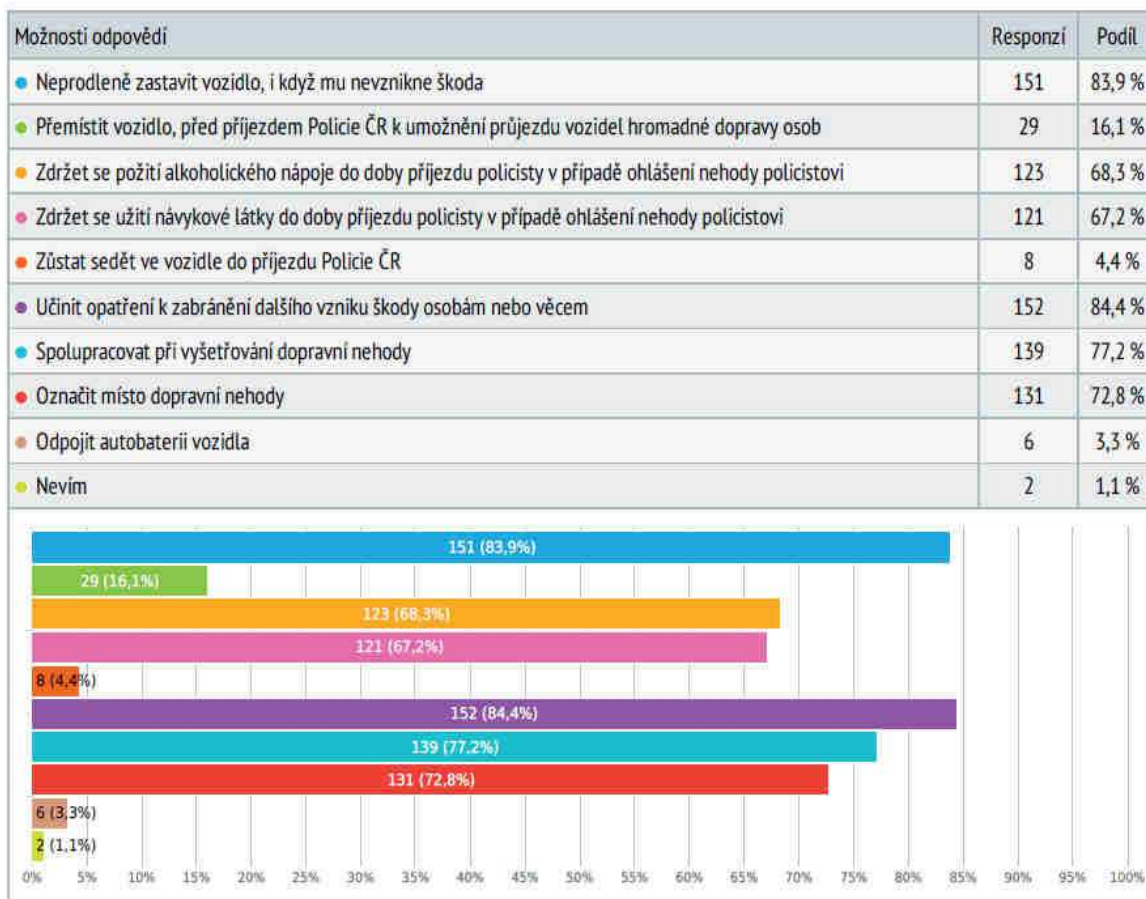 Možnosti odpovědí Responzí Podíl
Neprodleně zastavit vozidlo, i když mu nevznikne škoda 151 83,9 %
Přemístit vozidlo, před příjezdem Policie ČR k umožnění průjezdu vozidel hromadné dopravy osob 29 16,1 %
Zdržet se požití alkoholického nápoje do doby příjezdu policisty v případě ohlášení nehody policistovi 123 68,3 %
Zdržet se užití návykové látky do doby příjezdu policisty v případě ohlášení nehody policistovi 121 67,2 %
Zůstat sedět ve vozidle do příjezdu Policie ČR 8 4,4 %
Učinit opatření k zabránění dalšího vzniku škody osobám nebo věcem 152 84,4 %
Spolupracovat při vyšetřování dopravní nehody 139 77,2 %
Označit místo dopravní nehody 131 72,8 %
Odpojit autobaterii vozidla 6 3,3 %
Nevím 2 1,1 %
151 (83,9%)
29 (16,1%)
123 (68,3%)
121 (67,2%)
8 (4,4%)
152 (84,4%)
139 (77,2%)
131 (72,8%)
6 (3,3%)
2 (1,1%)
0% 5% 10% 15% 20% 25% 30% 35% 40% 45% 50% 55% 60% 65% 70% 75% 80% 85% 90% 95% 100%